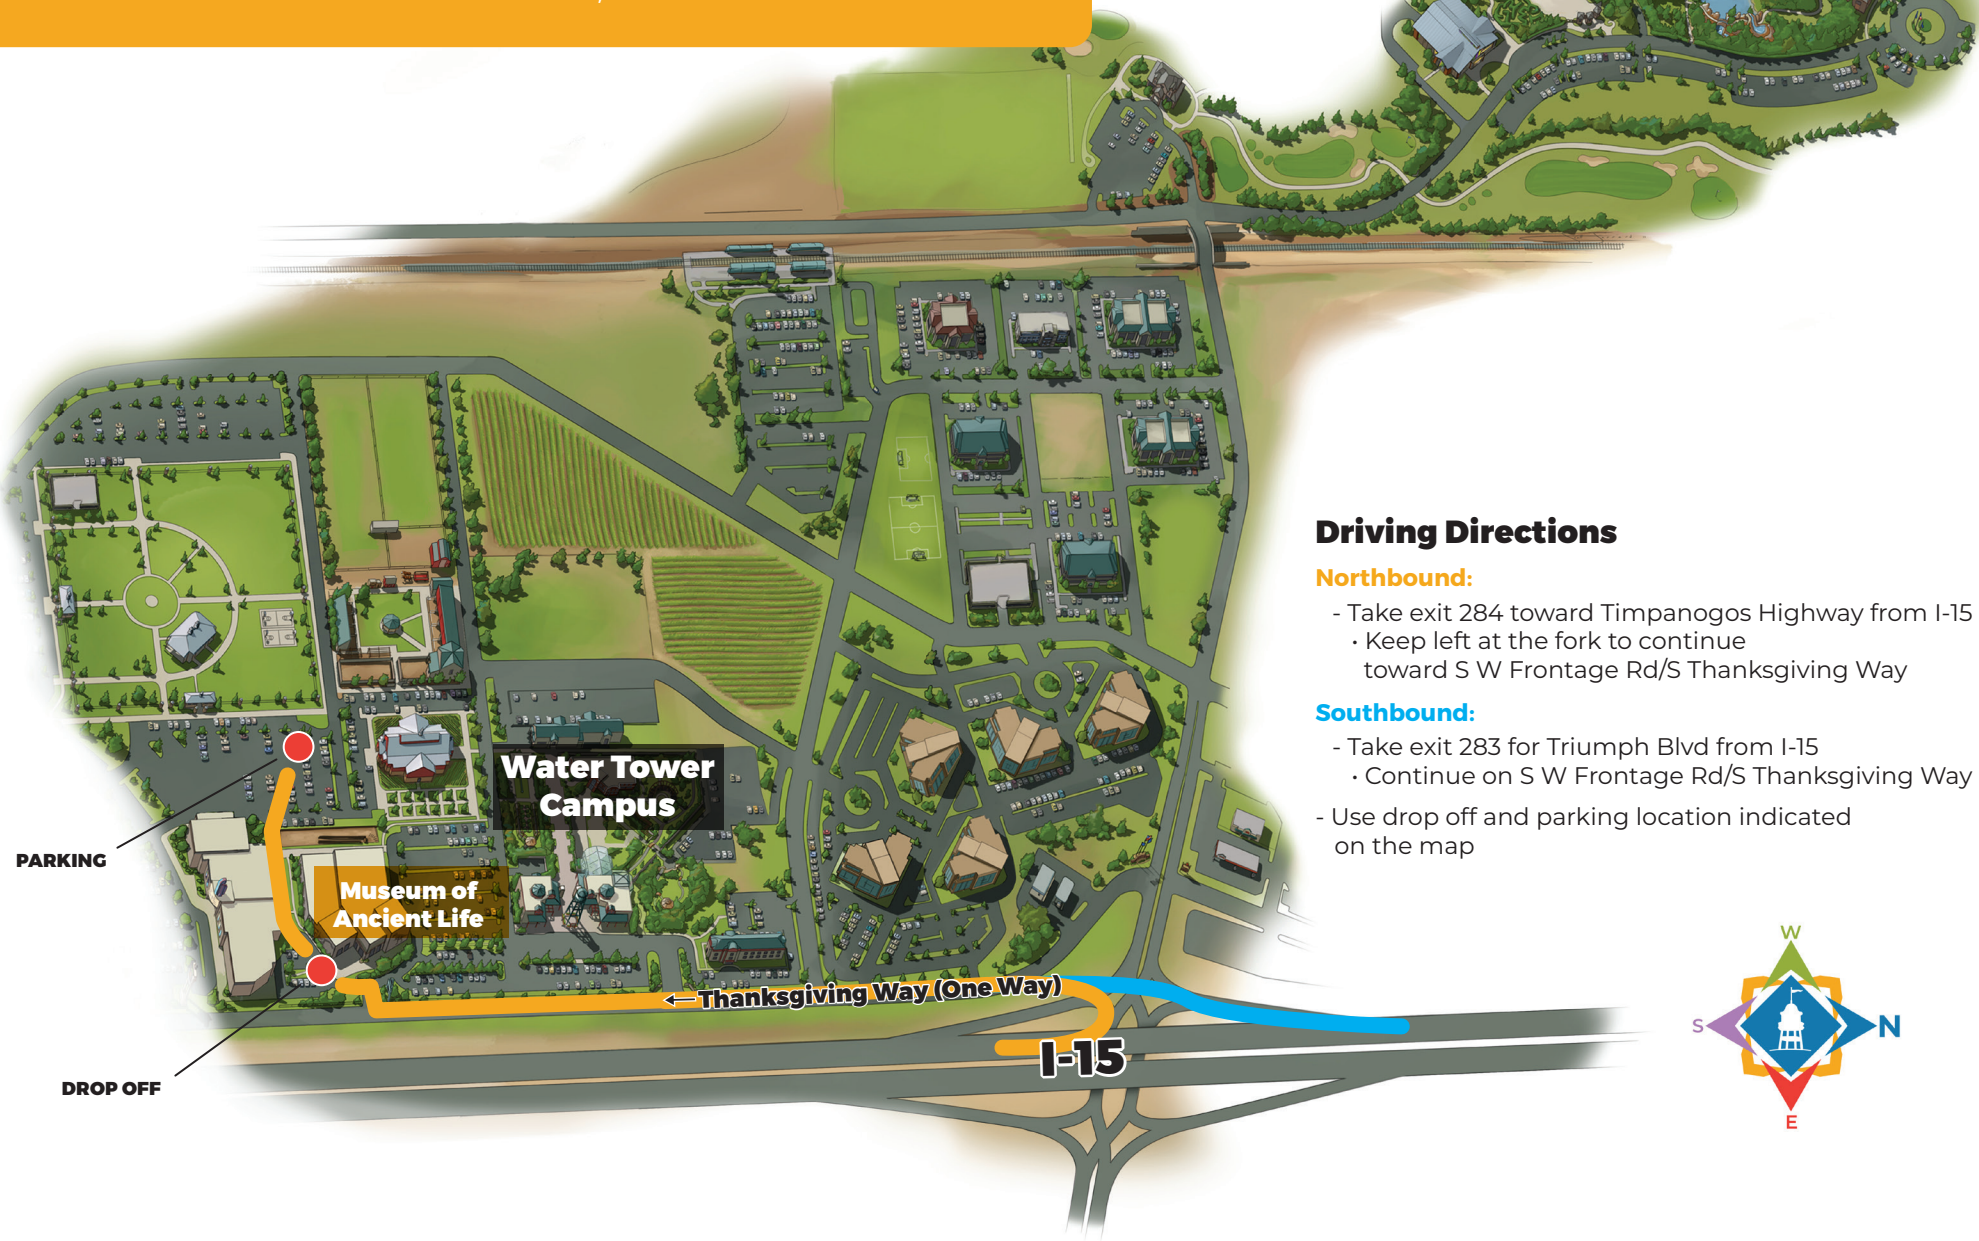 Driving Directions
Northbound:
- Take exit 284 toward Timpanogos Highway from I-15
· Keep left at the fork to continue
toward S W Frontage Rd/S Thanksgiving Way
Southbound:
- Take exit 283 for Triumph Blvd from I-15
· Continue on S W Frontage Rd/S Thanksgiving Way
- Use drop off and parking location indicated
on the map
Water Tower
Campus
PARKING
Museum of
Ancient Life
←Thanksgiving Way (One Way)
I-15
DROP OFF
W
S
N
E